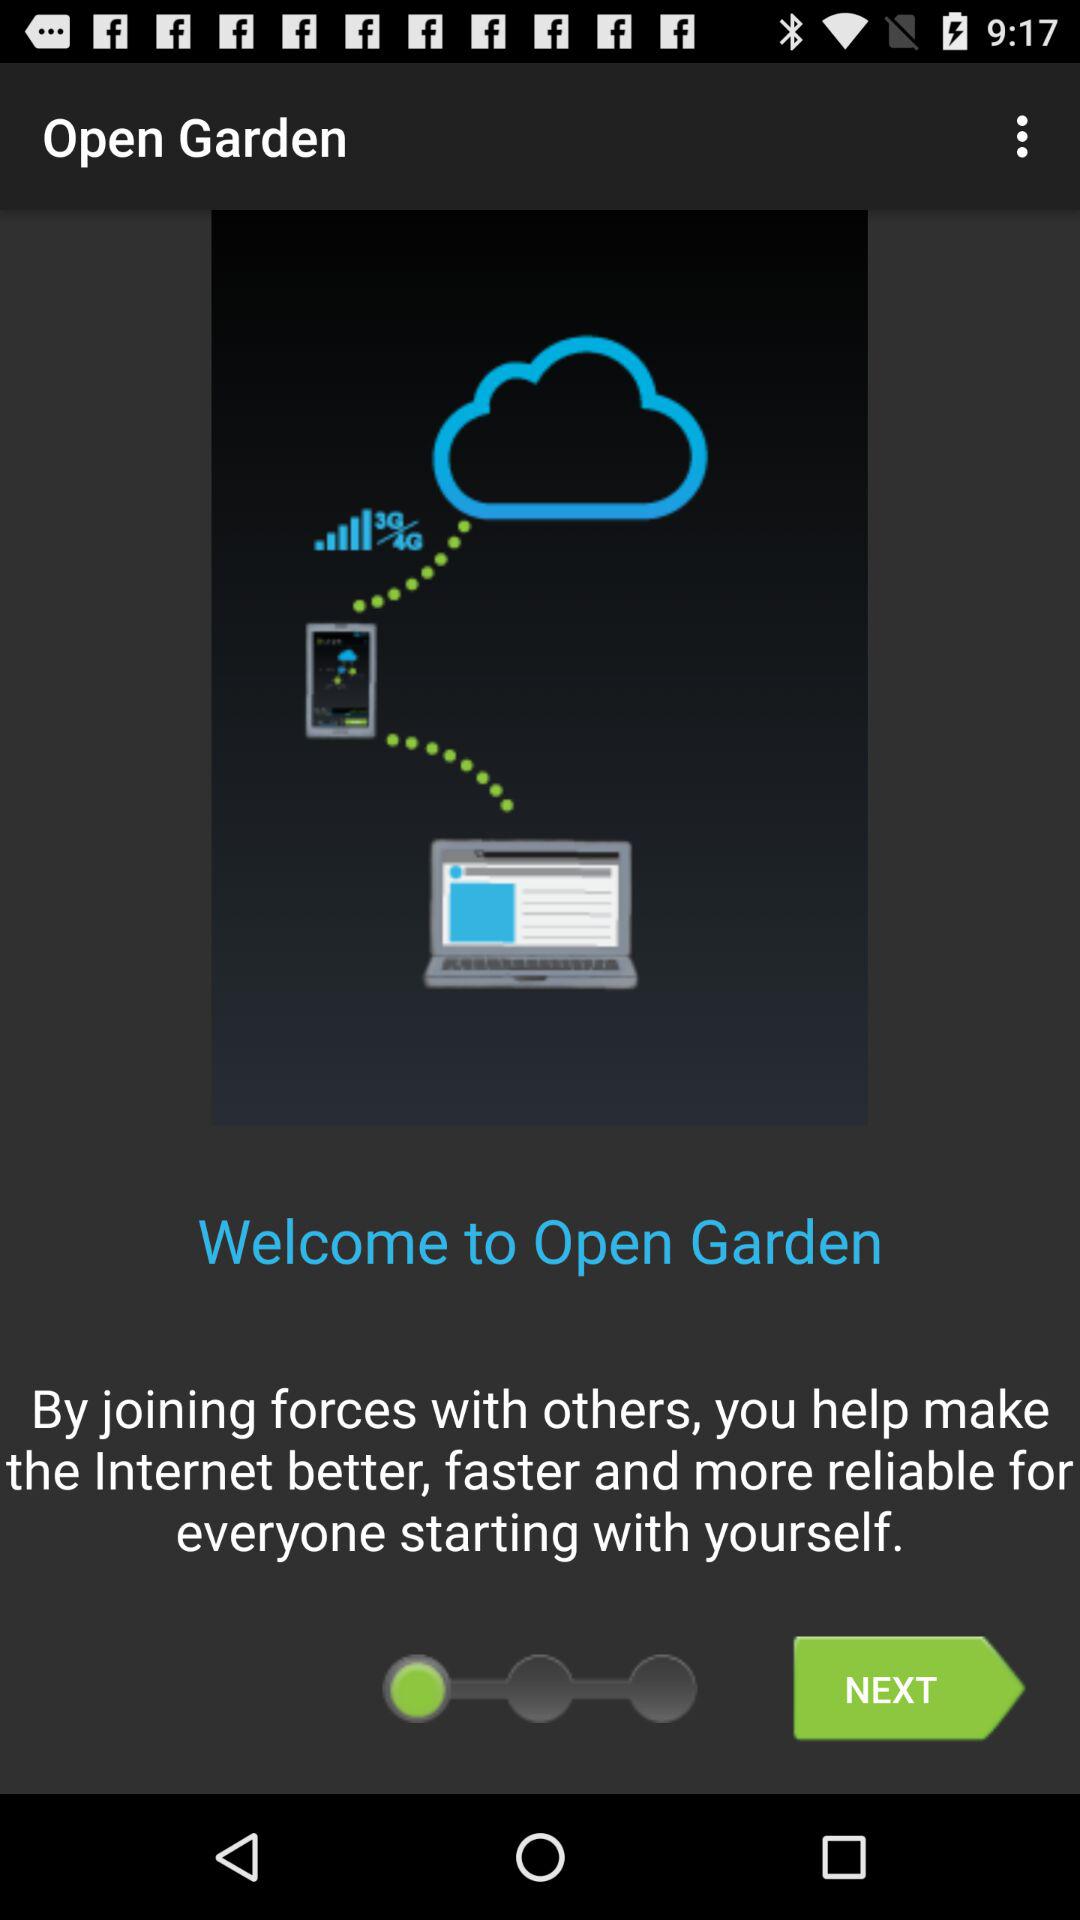 9:17
Open Garden
3G
4G
Welcome to Open Garden
By joining forces with others, you help make
the Internet better, faster and more reliable for
everyone starting with yourself.
NEXT